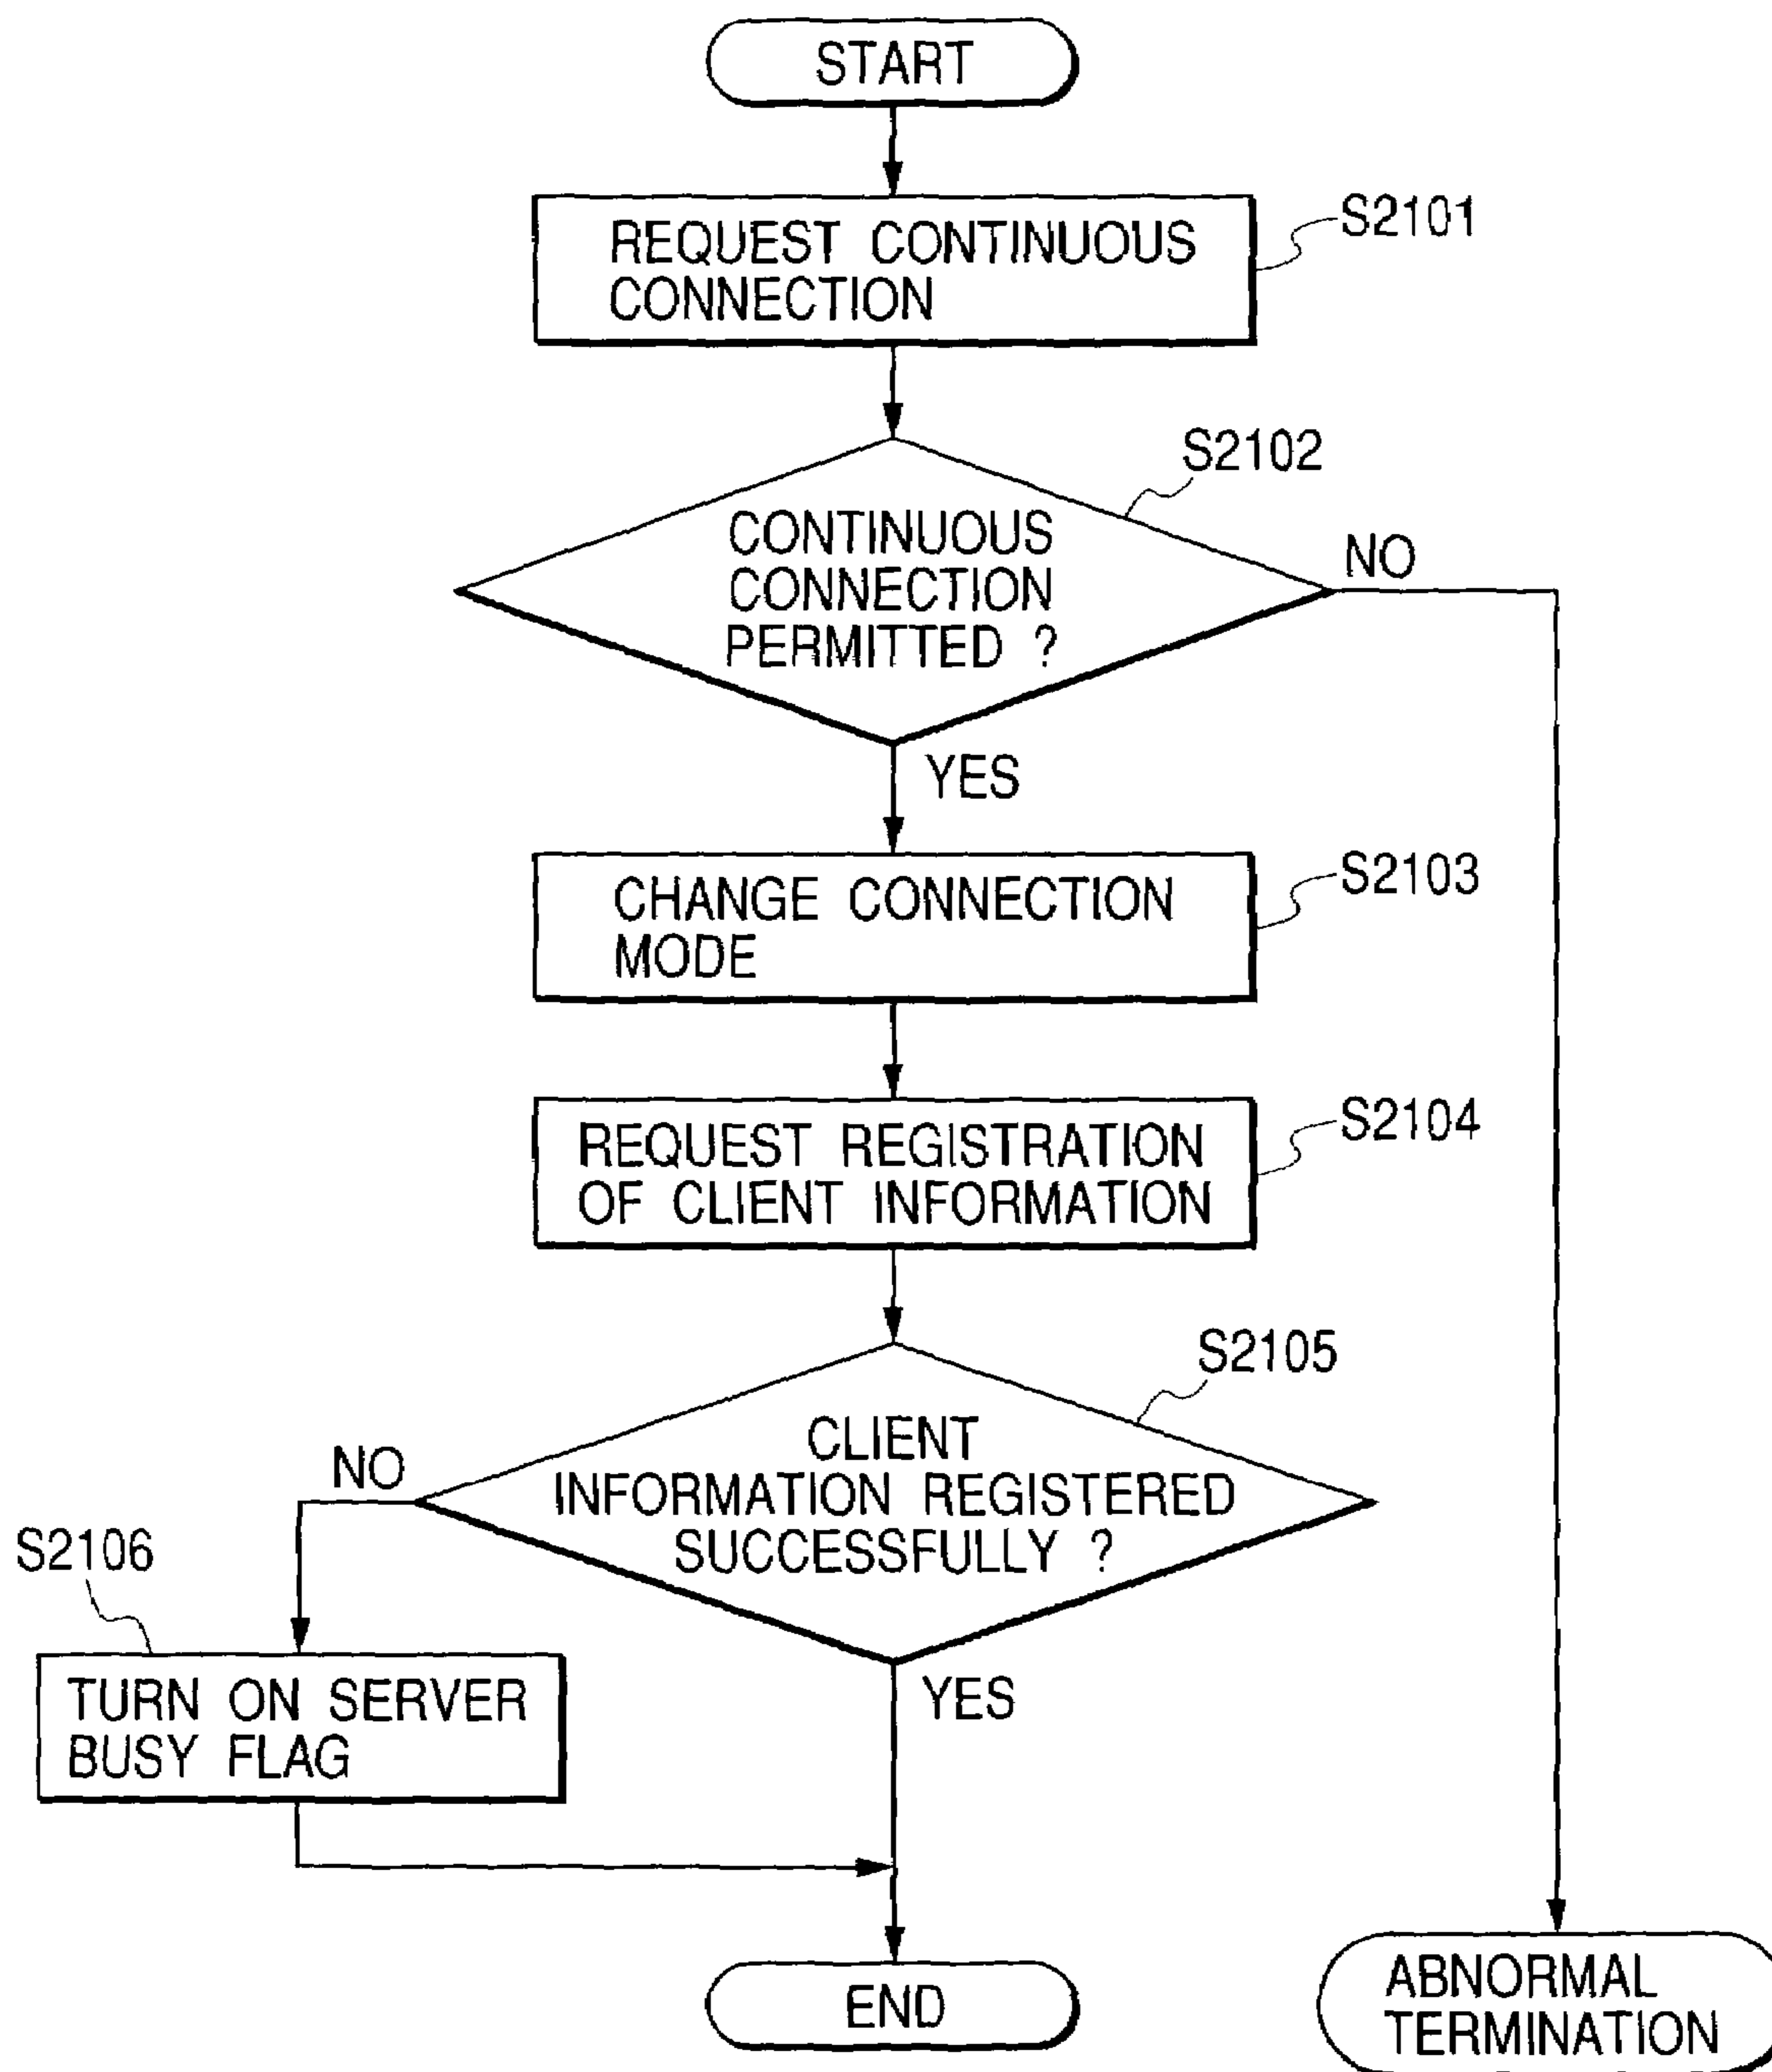 START
REQUEST CONTINUOUS
CONNECTION
S2101
S2102
CONTINUOUS
CONNECTION
PERMITTED ?
NO
YES
CHANGE CONNECTION
MODE
S2103
REQUEST REGISTRATION
OF CLIENT INFORMATION
S2104
S2105
CLIENT
INFORMATION REGISTERED
SUCCESSFULLY ?
NO
YES
S2106
TURN ON SERVER
BUSY FLAG
END
ABNORMAL
TERMINATION